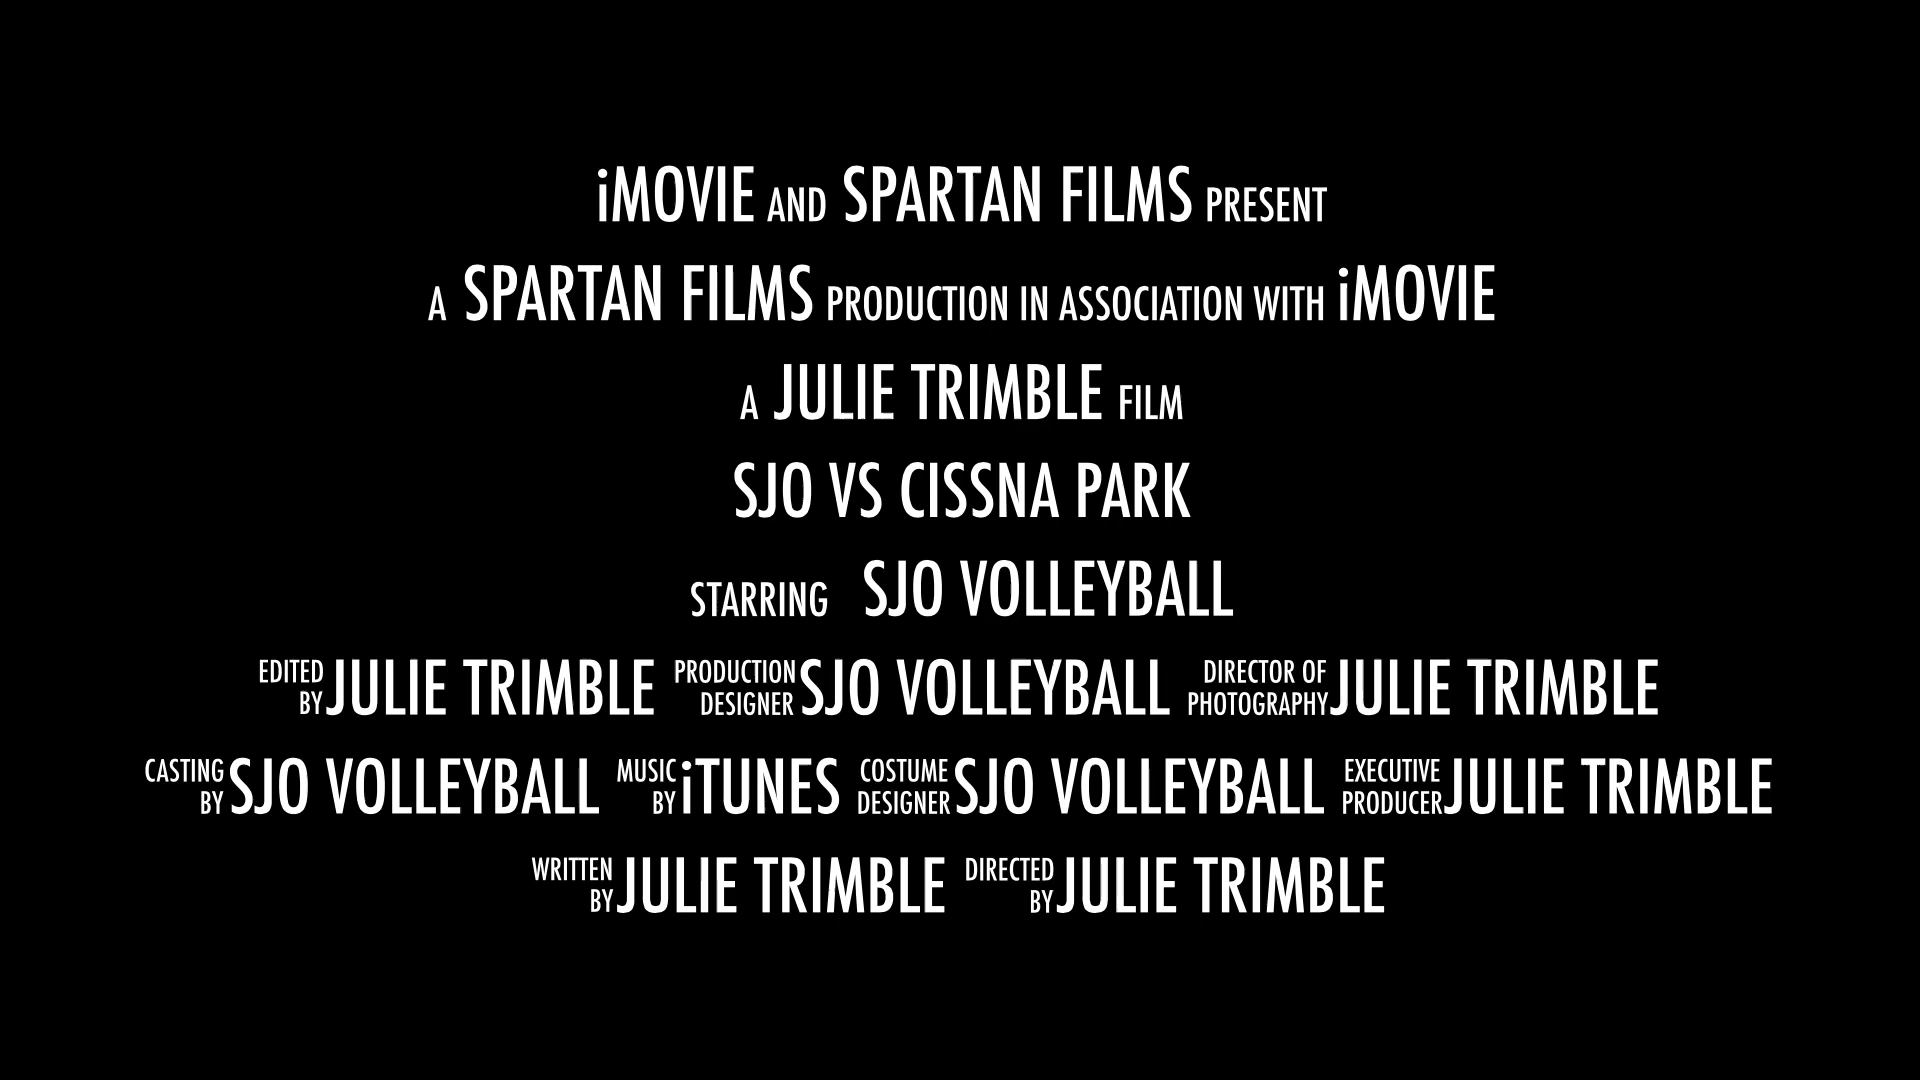 iMOVIE AND SPARTAN FILMS PRESENT
A SPARTAN FILMS PRODUCTION IN ASSOCIATION WITH iMOVIE
A JULIE TRIMBLE FILM
SJO VS CISSNA PARK
STARRING SJO VOLLEYBALL
EDITED BY JULIE TRIMBLE PRODUCTION DESIGNER SJO VOLLEYBALL DIRECTOR OF PHOTOGRAPHY JULIE TRIMBLE
CASTING BY SJO VOLLEYBALL MUSIC BY iTUNES COSTUME DESIGNER SJO VOLLEYBALL EXECUTIVE PRODUCER JULIE TRIMBLE
WRITTEN BY JULIE TRIMBLE DIRECTED BY JULIE TRIMBLE